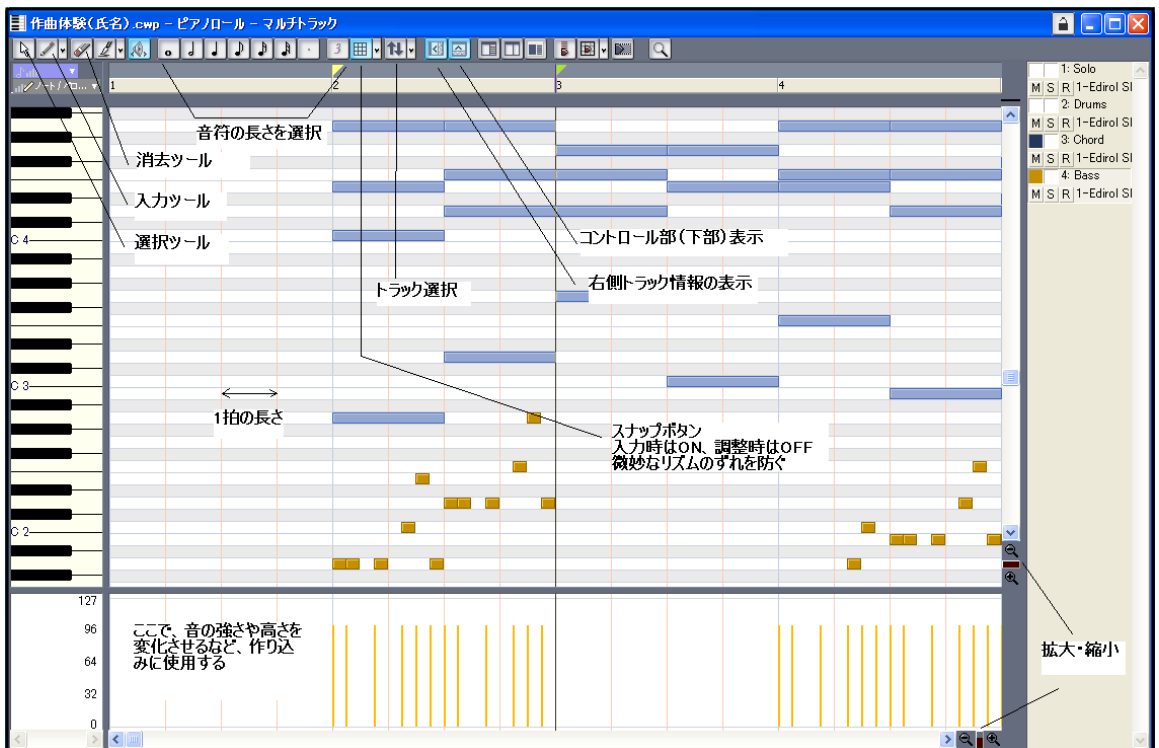 作曲体験(氏名).cwp - ピアノロール - マルチトラック
3
ノート/ベロ...
1
2
3
4
1: Solo
M S R 1-Edirol SI
2: Drums
M S R 1-Edirol SI
3: Chord
M S R 1-Edirol SI
4: Bass
M S R 1-Edirol SI
音符の長さを選択
消去ツール
入力ツール
選択ツール
C 4
コントロール部(下部)表示
トラック選択
右側トラック情報の表示
C 3
1拍の長さ
スナップボタン
入力時はON、調整時はOFF
微妙なリズムのずれを防ぐ
C 2
127
96
64
32
0
ここで、音の強さや高さを
変化させるなど、作り込
みに使用する
拡大・縮小